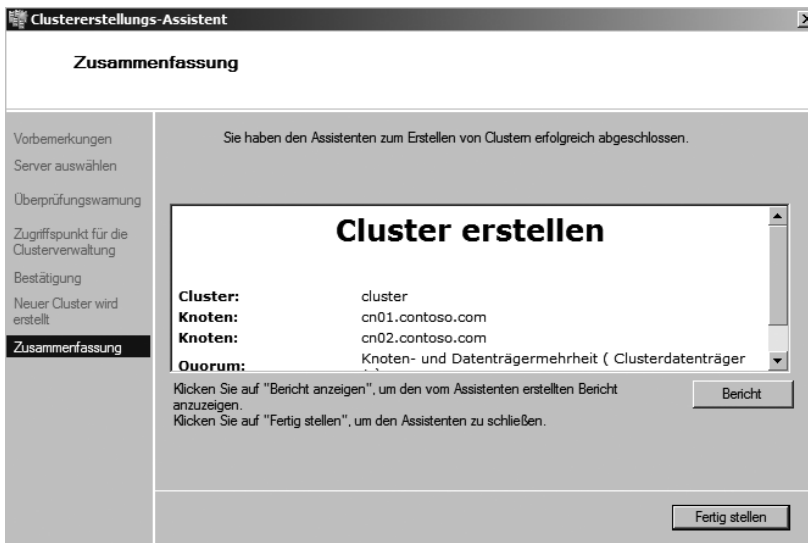 Clustererstellungs-Assistent
Zusammenfassung
Vorbemerkungen
Server auswählen
Überprüfungswarnung
Zugriffspunkt für die
Clusterverwaltung
Bestätigung
Neuer Cluster wird
erstellt
Zusammenfassung
Sie haben den Assistenten zum Erstellen von Clustern erfolgreich abgeschlossen.
Cluster erstellen
Cluster: cluster
Knoten: cn01.contoso.com
Knoten: cn02.contoso.com
Quorum: Knoten- und Datenträgermehrheit ( Clusterdatenträger
Klicken Sie auf "Bericht anzeigen", um den vom Assistenten erstellten Bericht
anzuzeigen.
Klicken Sie auf "Fertig stellen", um den Assistenten zu schließen.
Bericht
Fertig stellen